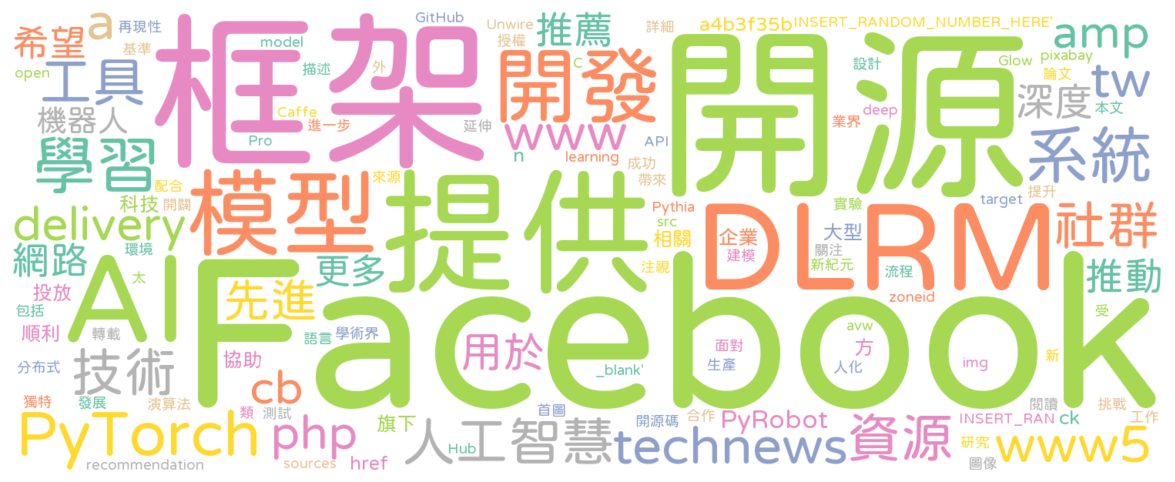 希望
a
再現性
基準
GitHub
Unwire
授權
推薦
詳細
a4b3f35b
INSERT_RANDOM_NUMBER_HERE'
amp
open
工具
model
描述
外
框架
開發
C
開源
設計
Glow
pixabay
論文
tw
機器人
Caffe
進一步
延伸
www
API
deep
深度
本文
業界
Pro
n
learning
成功
帶來
系統
學習
配合
來源
模型
提供
Pythia
src
target
提升
科技
開闢
delivery
相關
DLRM
企業
實驗
大型
社群
建模
關注
網路
環境
更多
注視
新紀元
流程
推動
太
投放
AI
先進
zoneid
包括
Facebook
受
順利
轉載
語言
學術界
用於
avw
面對
方
新
分布式
技術
協助
_blank'
生產
人化
img
獨特
發展
演算法
cb
類
測試
旗下
首圖
開源碼
合作
PyRobot
閱讀
挑戰
PyTorch
php
人工智慧
technews
資源
INSERT_RAN
ck
工作
www5
recommendation
sources
href
Hub
研究
圖像